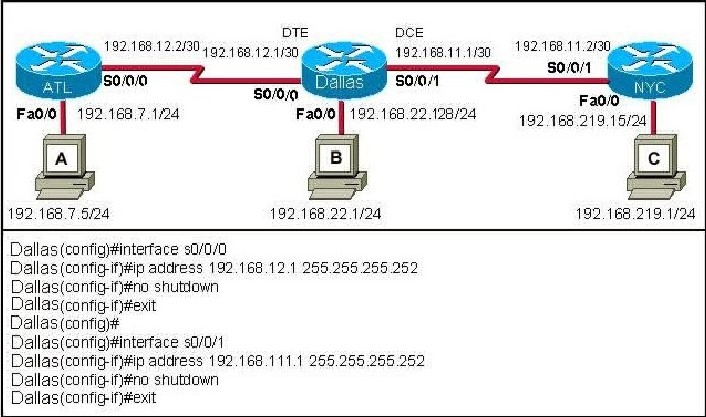 DTE
DCE
192.168.12.2/30
192.168.12.1/30
192.168.11.1/30
192.168.11.2/30
ATL
S0/0/0
S0/0/0
Dallas
S0/0/1
S0/0/1
NYC
Fa0/0
192.168.7.1/24
Fa0/0
192.168.22.128/24
Fa0/0
192.168.219.15/24
A
B
C
192.168.7.5/24
192.168.22.1/24
192.168.219.1/24
Dallas(config)#interface s0/0/0
Dallas(config-if)#ip address 192.168.12.1 255.255.255.252
Dallas(config-if)#no shutdown
Dallas(config-if)#exit
Dallas(config)#
Dallas(config)#interface s0/0/1
Dallas(config-if)#ip address 192.168.111.1 255.255.255.252
Dallas(config-if)#no shutdown
Dallas(config-if)#exit